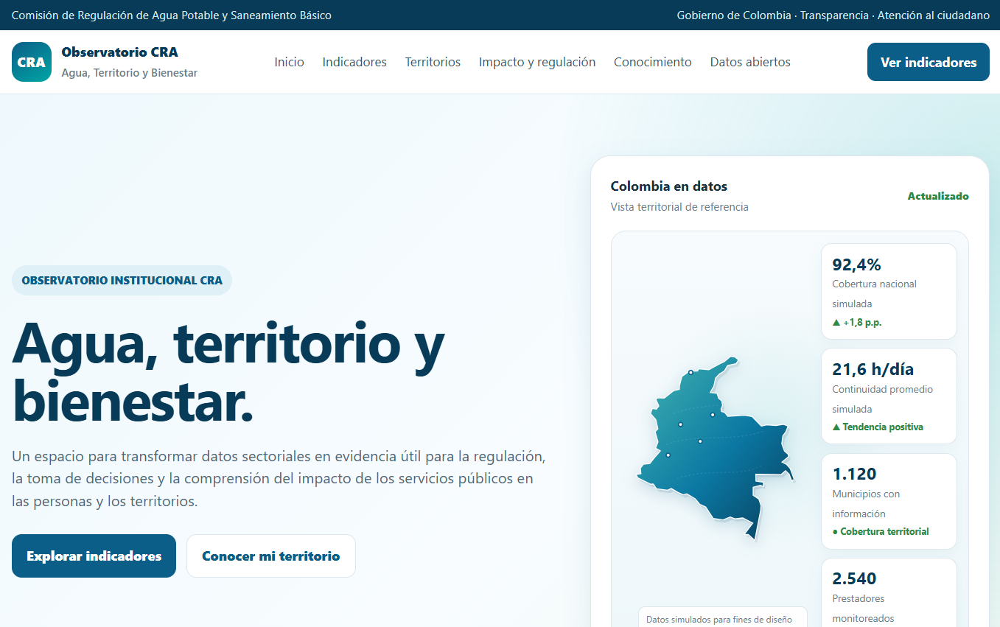 Comisión de Regulación de Agua Potable y Saneamiento Básico
Gobierno de Colombia · Transparencia · Atención al ciudadano
CRA
Observatorio CRA
Agua, Territorio y Bienestar
Inicio
Indicadores
Territorios
Impacto y regulación
Conocimiento
Datos abiertos
Ver indicadores
OBSERVATORIO INSTITUCIONAL CRA
Agua, territorio y
bienestar.
Un espacio para transformar datos sectoriales en evidencia útil para la regulación,
la toma de decisiones y la comprensión del impacto de los servicios públicos en
las personas y los territorios.
Explorar indicadores
Conocer mi territorio
Colombia en datos
Vista territorial de referencia
Actualizado
92,4%
Cobertura nacional
simulada
▲ +1,8 p.p.
21,6 h/día
Continuidad promedio
simulada
▲ Tendencia positiva
1.120
Municipios con
información
● Cobertura territorial
2.540
Prestadores
monitoreados
Datos simulados para fines de diseño